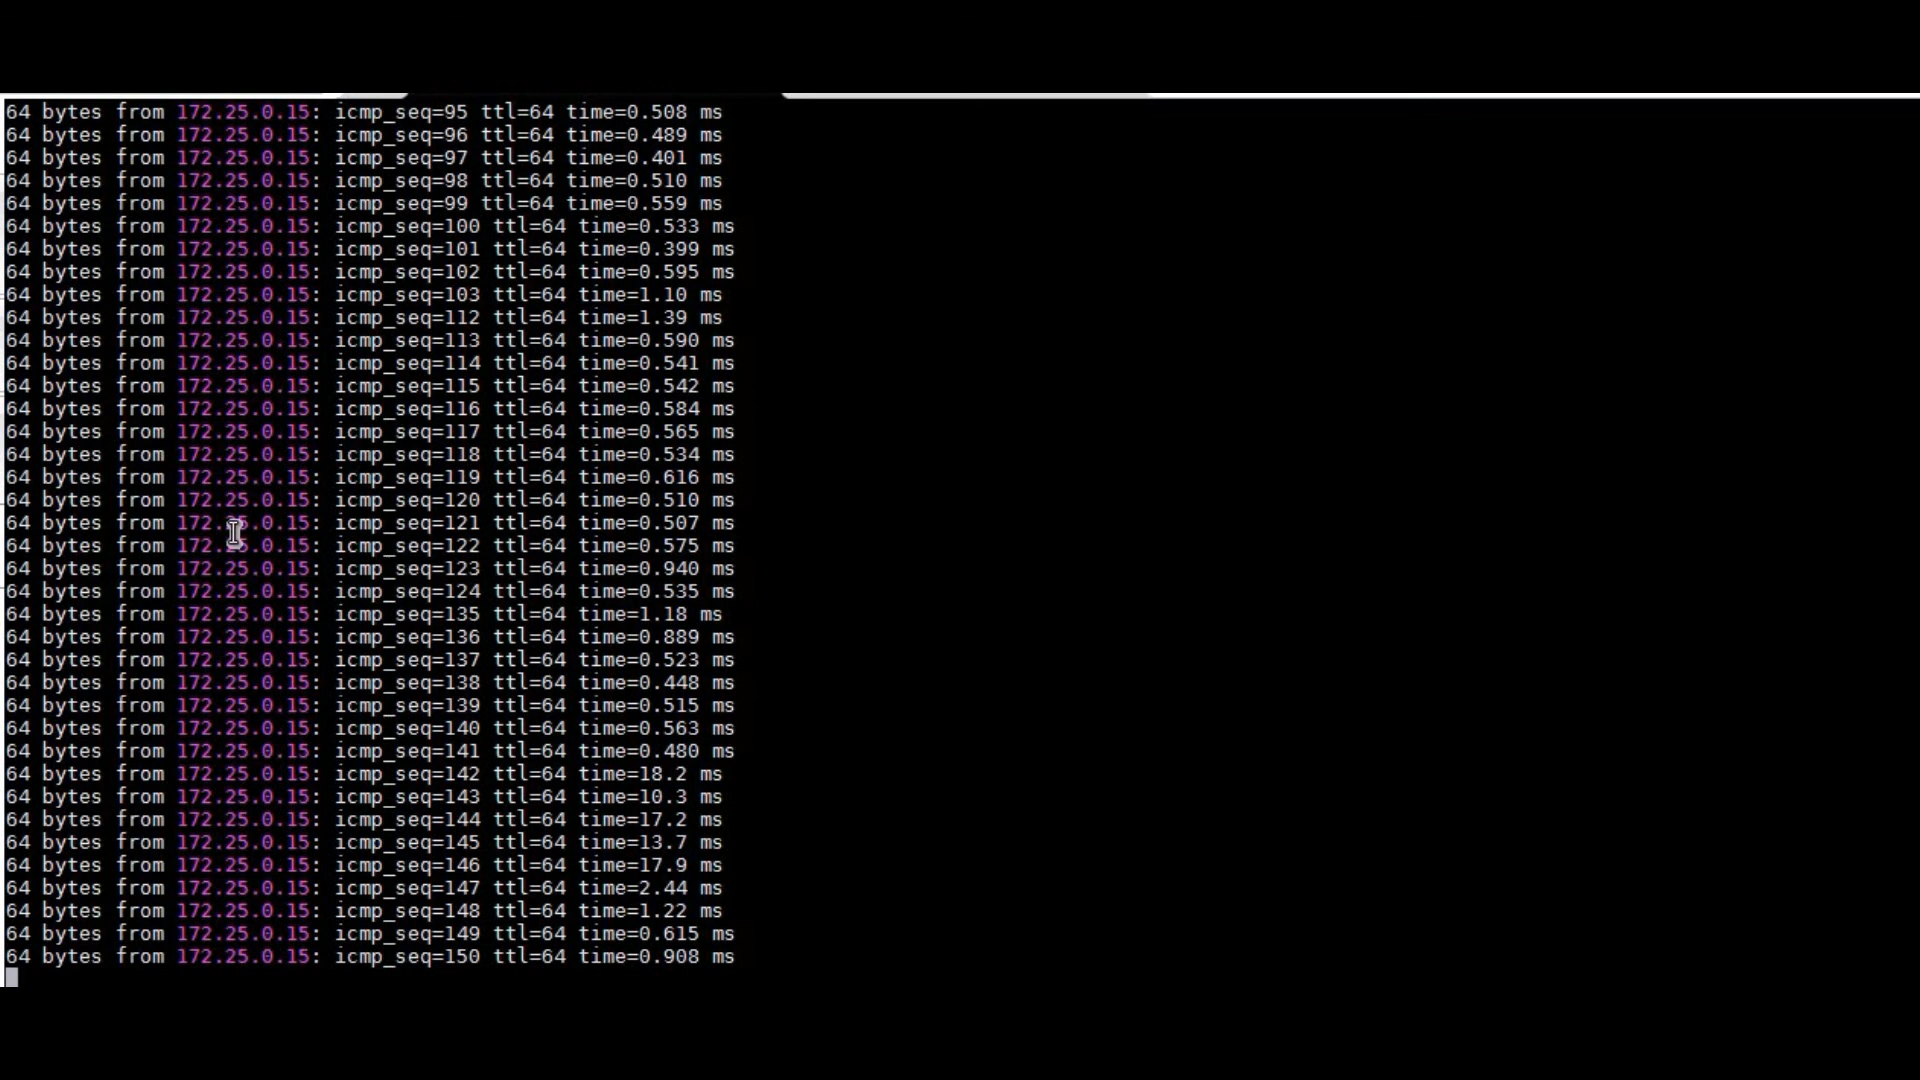 64 bytes from 172.25.0.15: icmp_seq=95 ttl=64 time=0.508 ms
64 bytes from 172.25.0.15: icmp_seq=96 ttl=64 time=0.489 ms
64 bytes from 172.25.0.15: icmp_seq=97 ttl=64 time=0.401 ms
64 bytes from 172.25.0.15: icmp_seq=98 ttl=64 time=0.510 ms
64 bytes from 172.25.0.15: icmp_seq=99 ttl=64 time=0.559 ms
64 bytes from 172.25.0.15: icmp_seq=100 ttl=64 time=0.533 ms
64 bytes from 172.25.0.15: icmp_seq=101 ttl=64 time=0.399 ms
64 bytes from 172.25.0.15: icmp_seq=102 ttl=64 time=0.595 ms
64 bytes from 172.25.0.15: icmp_seq=103 ttl=64 time=1.10 ms
64 bytes from 172.25.0.15: icmp_seq=112 ttl=64 time=1.39 ms
64 bytes from 172.25.0.15: icmp_seq=113 ttl=64 time=0.590 ms
64 bytes from 172.25.0.15: icmp_seq=114 ttl=64 time=0.541 ms
64 bytes from 172.25.0.15: icmp_seq=115 ttl=64 time=0.542 ms
64 bytes from 172.25.0.15: icmp_seq=116 ttl=64 time=0.584 ms
64 bytes from 172.25.0.15: icmp_seq=117 ttl=64 time=0.565 ms
64 bytes from 172.25.0.15: icmp_seq=118 ttl=64 time=0.534 ms
64 bytes from 172.25.0.15: icmp_seq=119 ttl=64 time=0.616 ms
64 bytes from 172.25.0.15: icmp_seq=120 ttl=64 time=0.510 ms
64 bytes from 172.25.0.15: icmp_seq=121 ttl=64 time=0.507 ms
64 bytes from 172.25.0.15: icmp_seq=122 ttl=64 time=0.575 ms
64 bytes from 172.25.0.15: icmp_seq=123 ttl=64 time=0.940 ms
64 bytes from 172.25.0.15: icmp_seq=124 ttl=64 time=0.535 ms
64 bytes from 172.25.0.15: icmp_seq=135 ttl=64 time=1.18 ms
64 bytes from 172.25.0.15: icmp_seq=136 ttl=64 time=0.889 ms
64 bytes from 172.25.0.15: icmp_seq=137 ttl=64 time=0.523 ms
64 bytes from 172.25.0.15: icmp_seq=138 ttl=64 time=0.448 ms
64 bytes from 172.25.0.15: icmp_seq=139 ttl=64 time=0.515 ms
64 bytes from 172.25.0.15: icmp_seq=140 ttl=64 time=0.563 ms
64 bytes from 172.25.0.15: icmp_seq=141 ttl=64 time=0.480 ms
64 bytes from 172.25.0.15: icmp_seq=142 ttl=64 time=18.2 ms
64 bytes from 172.25.0.15: icmp_seq=143 ttl=64 time=10.3 ms
64 bytes from 172.25.0.15: icmp_seq=144 ttl=64 time=17.2 ms
64 bytes from 172.25.0.15: icmp_seq=145 ttl=64 time=13.7 ms
64 bytes from 172.25.0.15: icmp_seq=146 ttl=64 time=17.9 ms
64 bytes from 172.25.0.15: icmp_seq=147 ttl=64 time=2.44 ms
64 bytes from 172.25.0.15: icmp_seq=148 ttl=64 time=1.22 ms
64 bytes from 172.25.0.15: icmp_seq=149 ttl=64 time=0.615 ms
64 bytes from 172.25.0.15: icmp_seq=150 ttl=64 time=0.908 ms